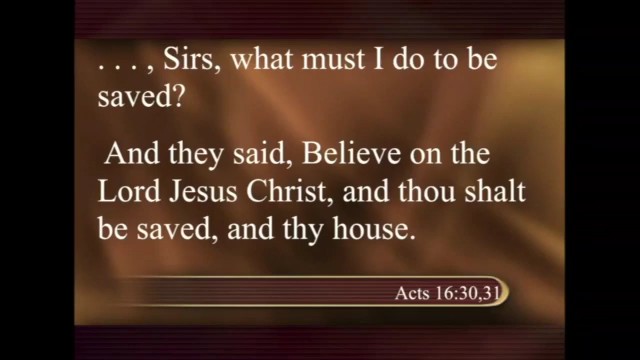 . . . . , Sirs, what must I do to be
saved?
And they said, Believe on the
Lord Jesus Christ, and thou shalt
be saved, and thy house.
Acts 16:30,31